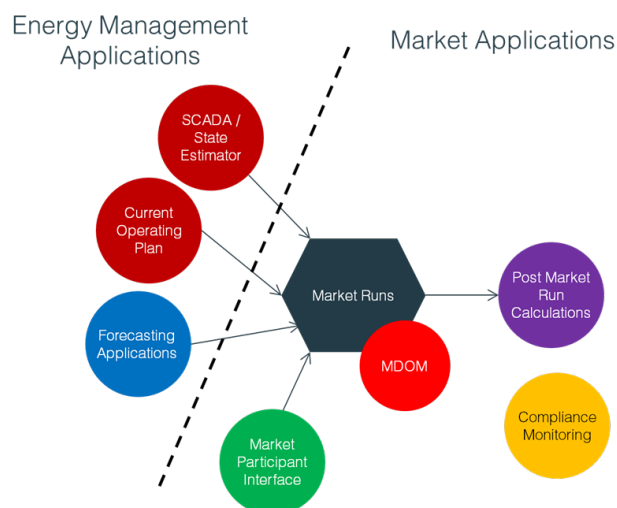 Energy Management
Applications
Market Applications
SCADA /
State
Estimator
Current
Operating
Plan
Forecasting
Applications
Market Runs
MDOM
Market
Participant
Interface
Post Market
Run
Calculations
Compliance
Monitoring